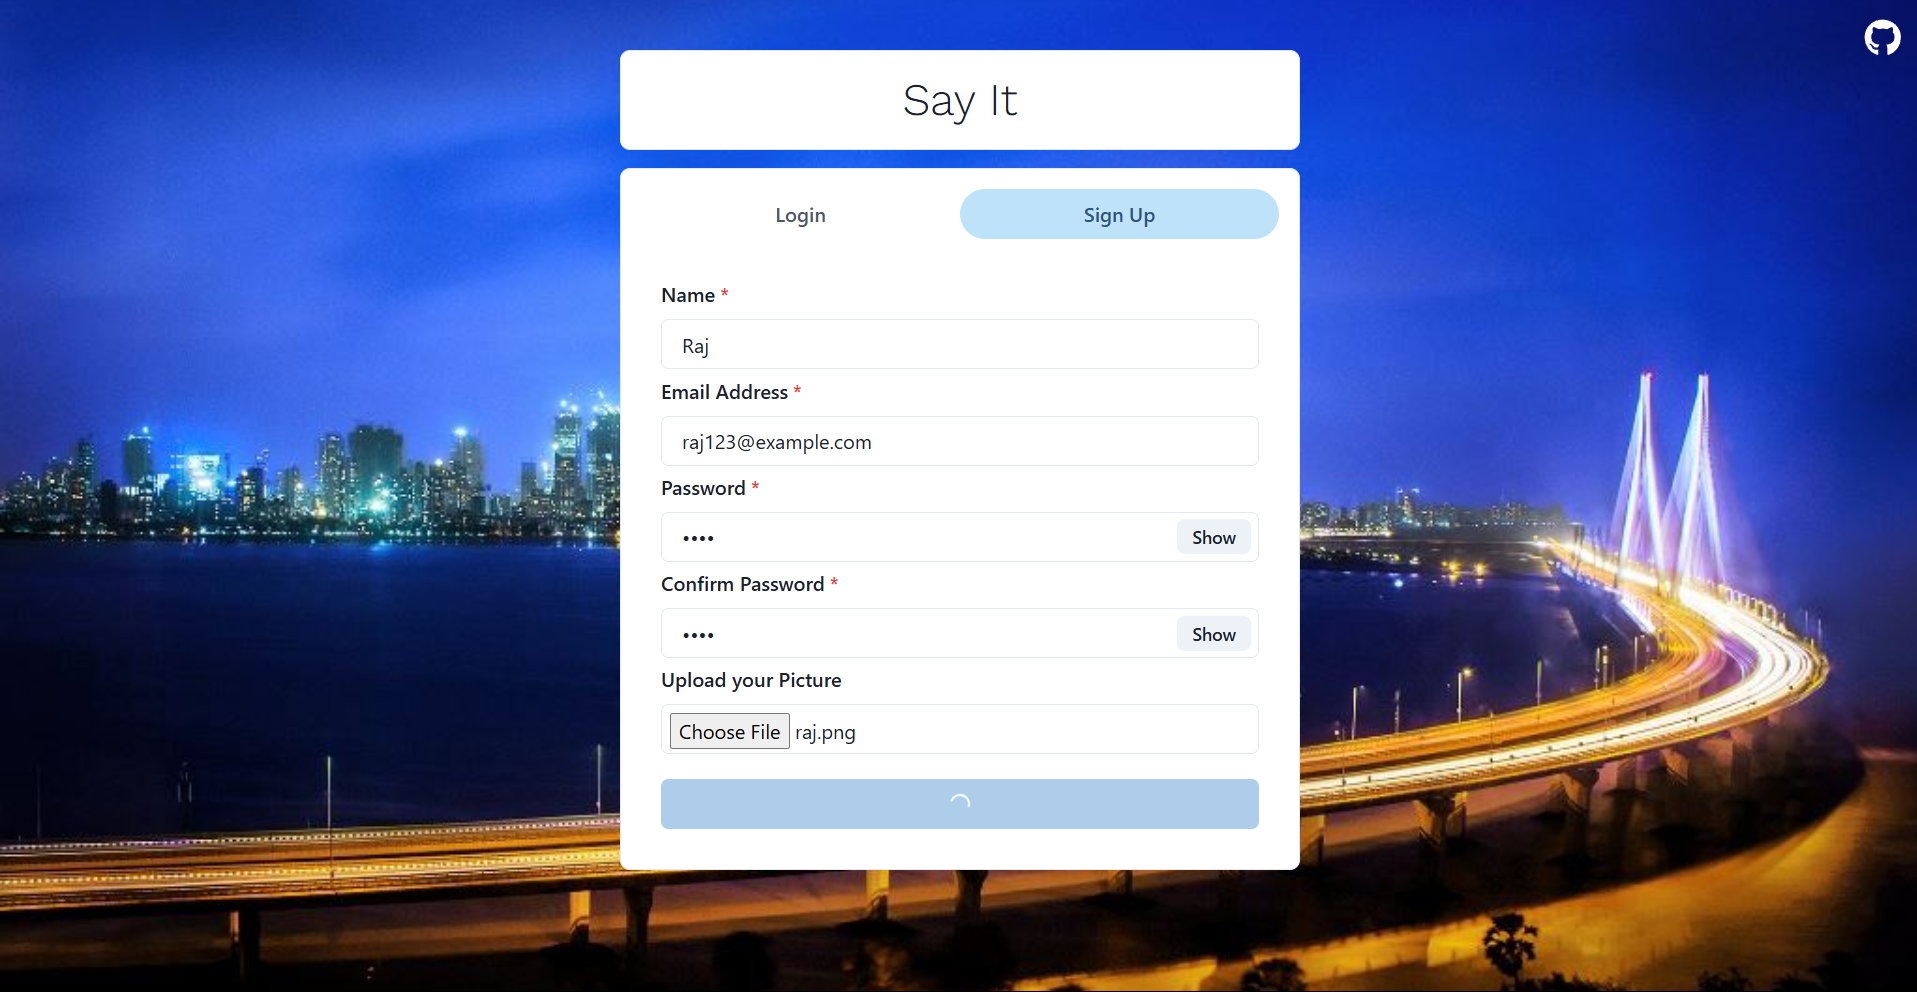 Say It
Login
Sign Up
Name *
Raj
Email Address *
raj123@example.com
Password *
••••
Show
Confirm Password *
••••
Show
Upload your Picture
Choose File raj.png